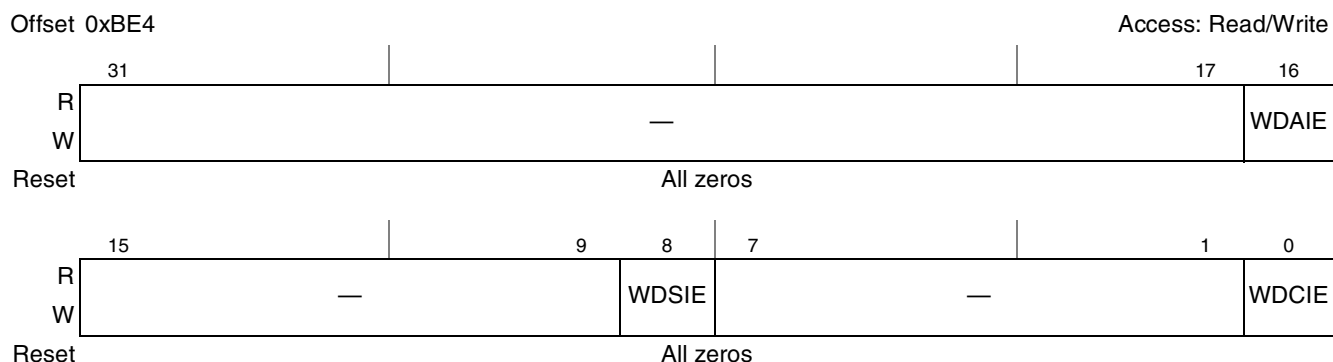 Offset 0xBE4 Access: Read/Write
31 17 16
R
— WDAIE
W
Reset All zeros
15 9 8 7 1 0
R
— WDSIE — WDCIE
W
Reset All zeros